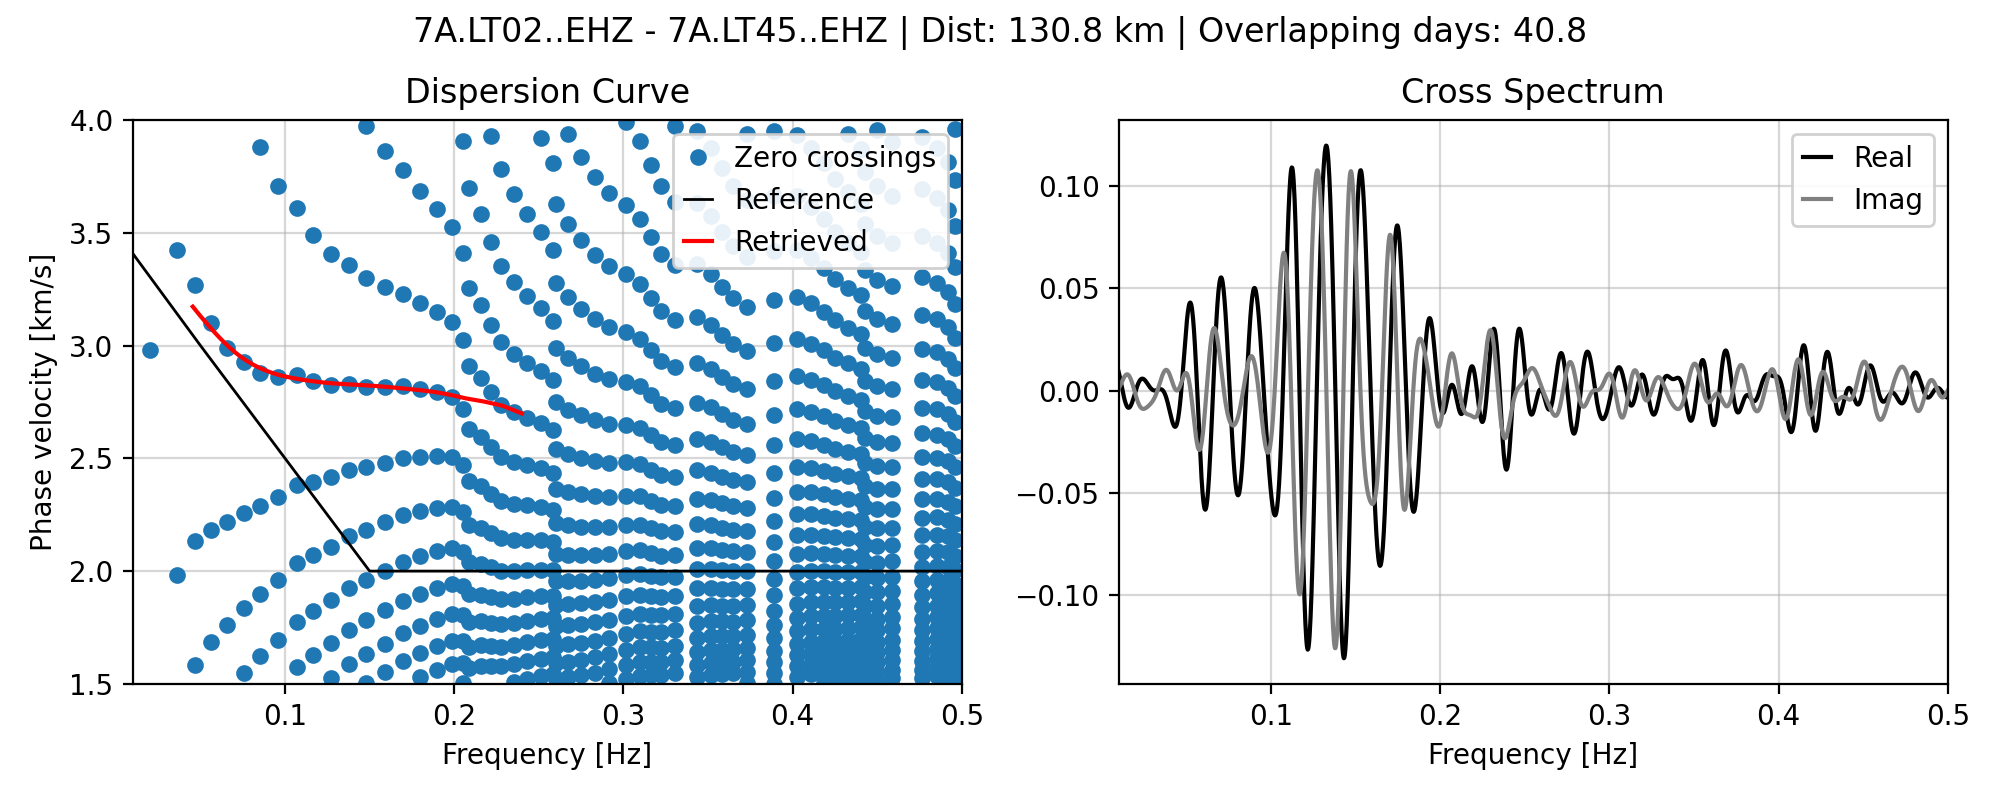 7A.LT02..EHZ - 7A.LT45..EHZ | Dist: 130.8 km | Overlapping days: 40.8
Dispersion Curve
4.0
3.5
3.0
2.5
2.0
1.5
Phase velocity [km/s]
0.1
0.2
0.3
0.4
0.5
Frequency [Hz]
Zero crossings
Reference
Retrieved
Cross Spectrum
0.10
0.05
0.00
−0.05
−0.10
0.1
0.2
0.3
0.4
0.5
Frequency [Hz]
Real
Imag